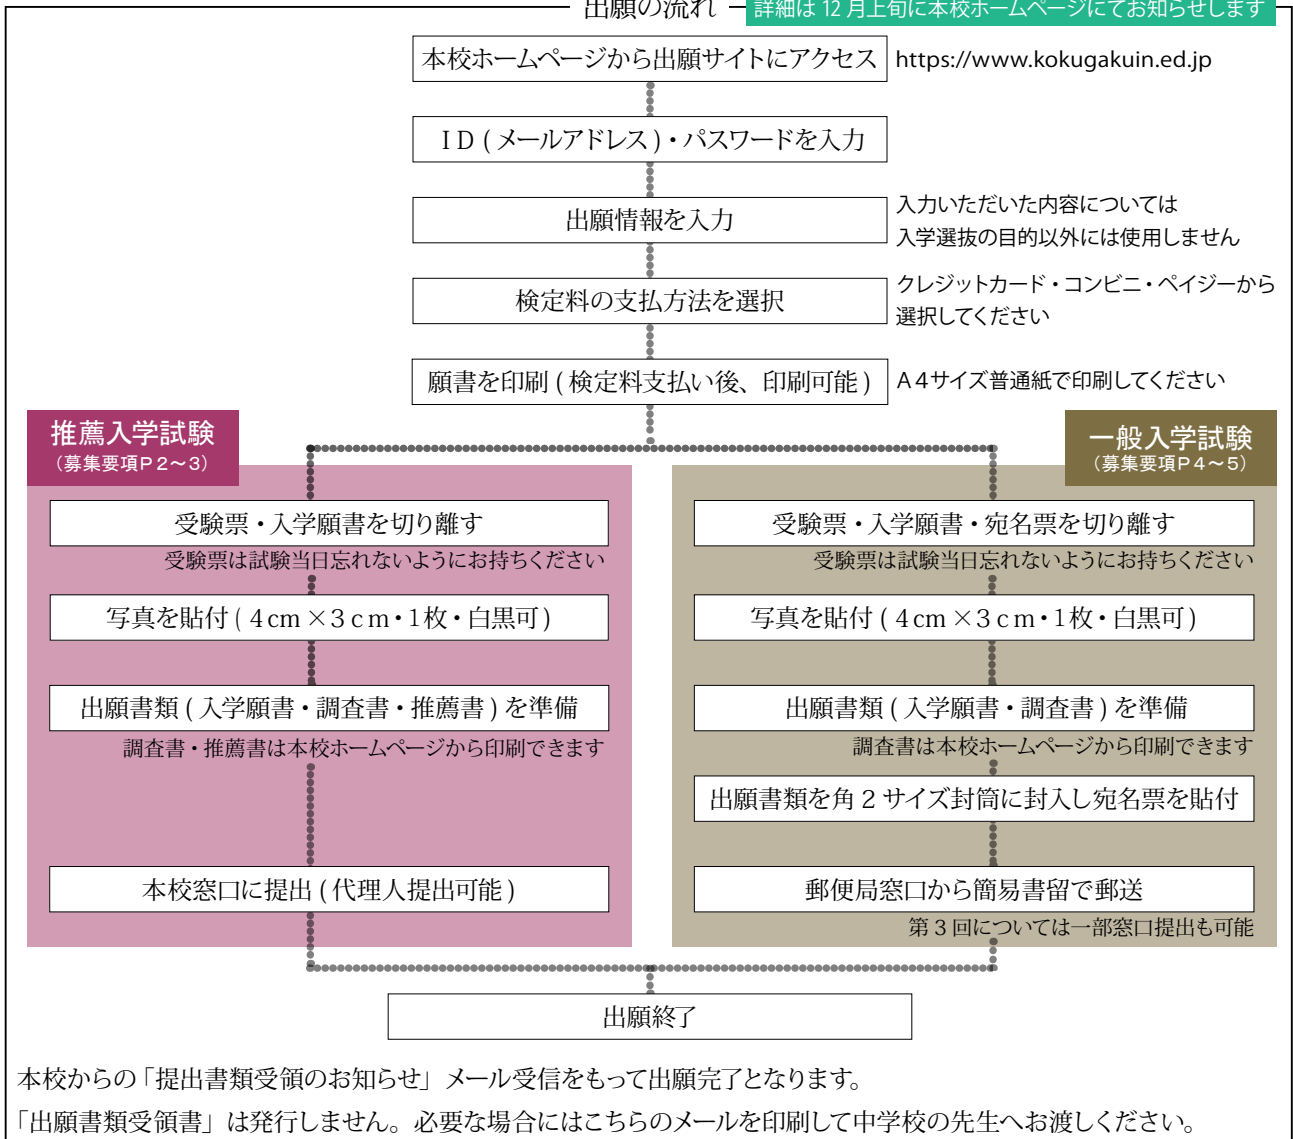 出願の流れ
詳細は 12 月上旬に本校ホームページにてお知らせします
本校ホームページから出願サイトにアクセス
https://www.kokugakuin.ed.jp
ＩＤ ( メールアドレス )・パスワードを入力
出願情報を入力
入力いただいた内容については
入学選抜の目的以外には使用しません
検定料の支払方法を選択
クレジットカード・コンビニ・ペイジーから
選択してください
願書を印刷 ( 検定料支払い後、印刷可能 )
Ａ４サイズ普通紙で印刷してください
推薦入学試験
（募集要項Ｐ２〜３）
受験票・入学願書を切り離す
受験票は試験当日忘れないようにお持ちください
写真を貼付 ( 4 cm × 3 ｃｍ・1 枚・白黒可 )
出願書類 ( 入学願書・調査書・推薦書 ) を準備
調査書・推薦書は本校ホームページから印刷できます
本校窓口に提出 ( 代理人提出可能 )
一般入学試験
（募集要項Ｐ４〜５）
受験票・入学願書・宛名票を切り離す
受験票は試験当日忘れないようにお持ちください
写真を貼付 ( 4 cm × 3 ｃｍ・1 枚・白黒可 )
出願書類 ( 入学願書・調査書 ) を準備
調査書は本校ホームページから印刷できます
出願書類を角 2 サイズ封筒に封入し宛名票を貼付
郵便局窓口から簡易書留で郵送
第 3 回については一部窓口提出も可能
出願終了
本校からの「提出書類受領のお知らせ」メール受信をもって出願完了となります。
「出願書類受領書」は発行しません。必要な場合にはこちらのメールを印刷して中学校の先生へお渡しください。